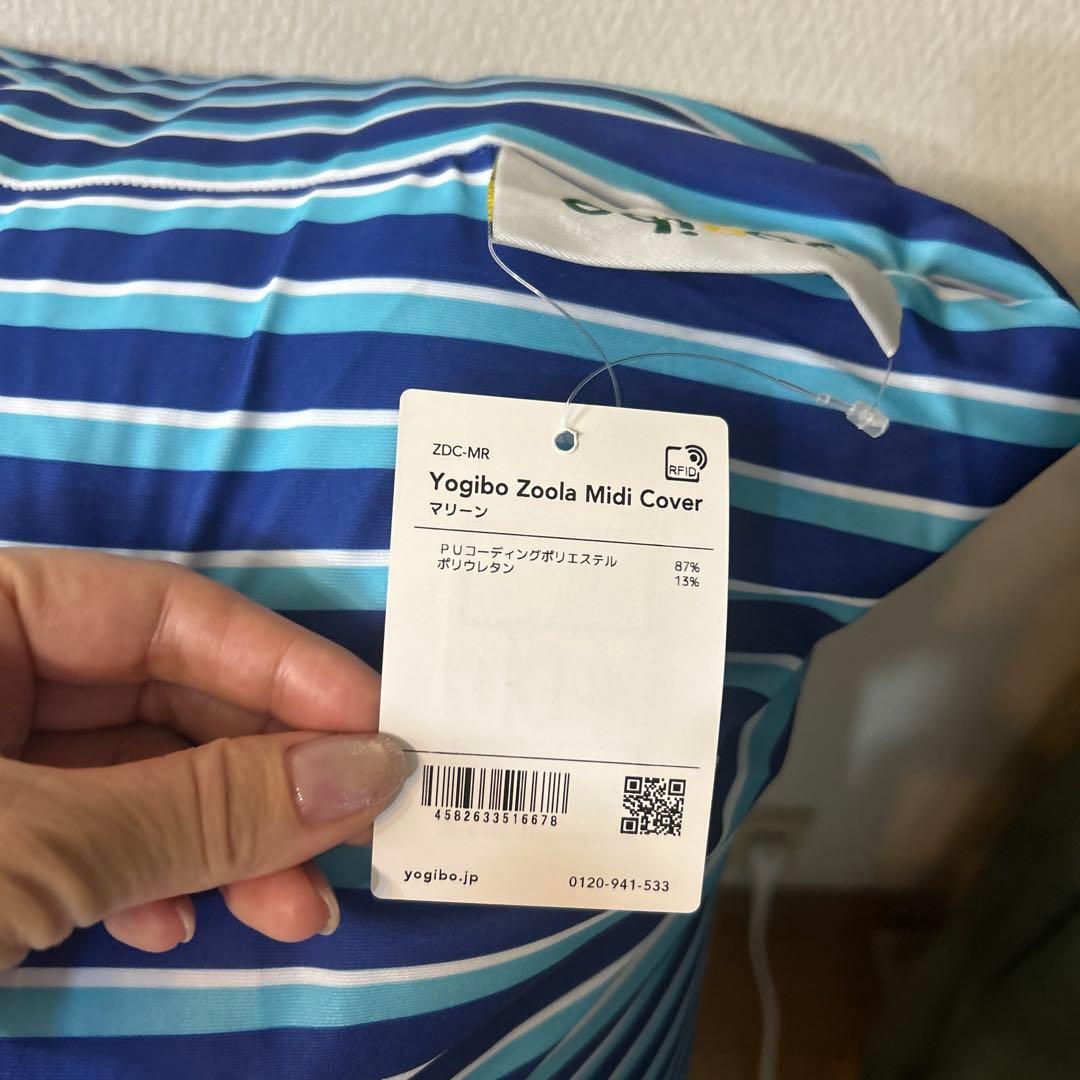 yogibo
ZDC-MR
RFID
Yogibo Zoola Midi Cover
マリーン
PUコーディングポリエステル 87%
ポリウレタン 13%
4582633516678
yogibo.jp
0120-941-533